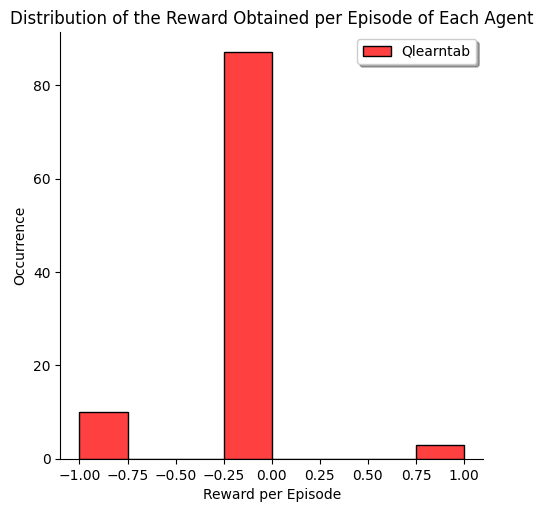 Distribution of the Reward Obtained per Episode of Each Agent
Qlearntab
80
60
40
20
0
Occurrence
−1.00 −0.75 −0.50 −0.25 0.00 0.25 0.50 0.75 1.00
Reward per Episode